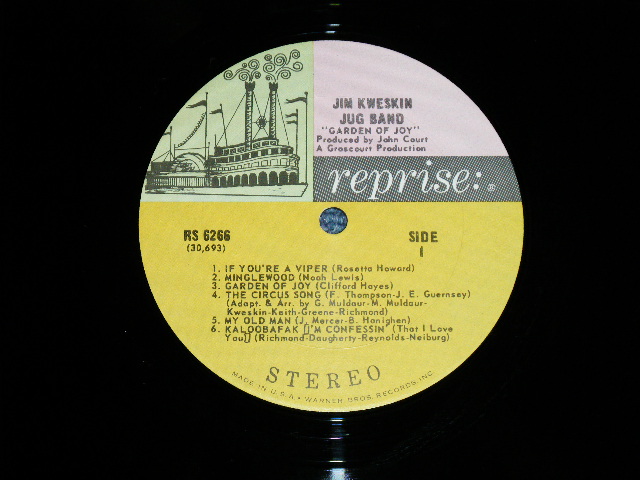 JIM KWESKIN
JUG BAND
"GARDEN OF JOY"
Produced by John Court
A Groscourt Production
reprise:®
RS 6266
(30,693)
SIDE
1
1. IF YOU'RE A VIPER (Rosetta Howard)
2. MINGLEWOOD (Noah Lewis)
3. GARDEN OF JOY (Clifford Hayes)
4. THE CIRCUS SONG (F. Thompson-J. E. Guernsey)
(Adapt. & Arr. by G. Muldaur-M. Muldaur-
Kweskin-Keith-Greene-Richmond)
5. MY OLD MAN (J. Mercer-B. Hanighen)
6. KALOOBAFAK [I'M CONFESSIN' (That I Love
You)] (Richmond-Daugherty-Reynolds-Neiburg)
STEREO
MADE IN U.S.A. • WARNER BROS. RECORDS, INC.